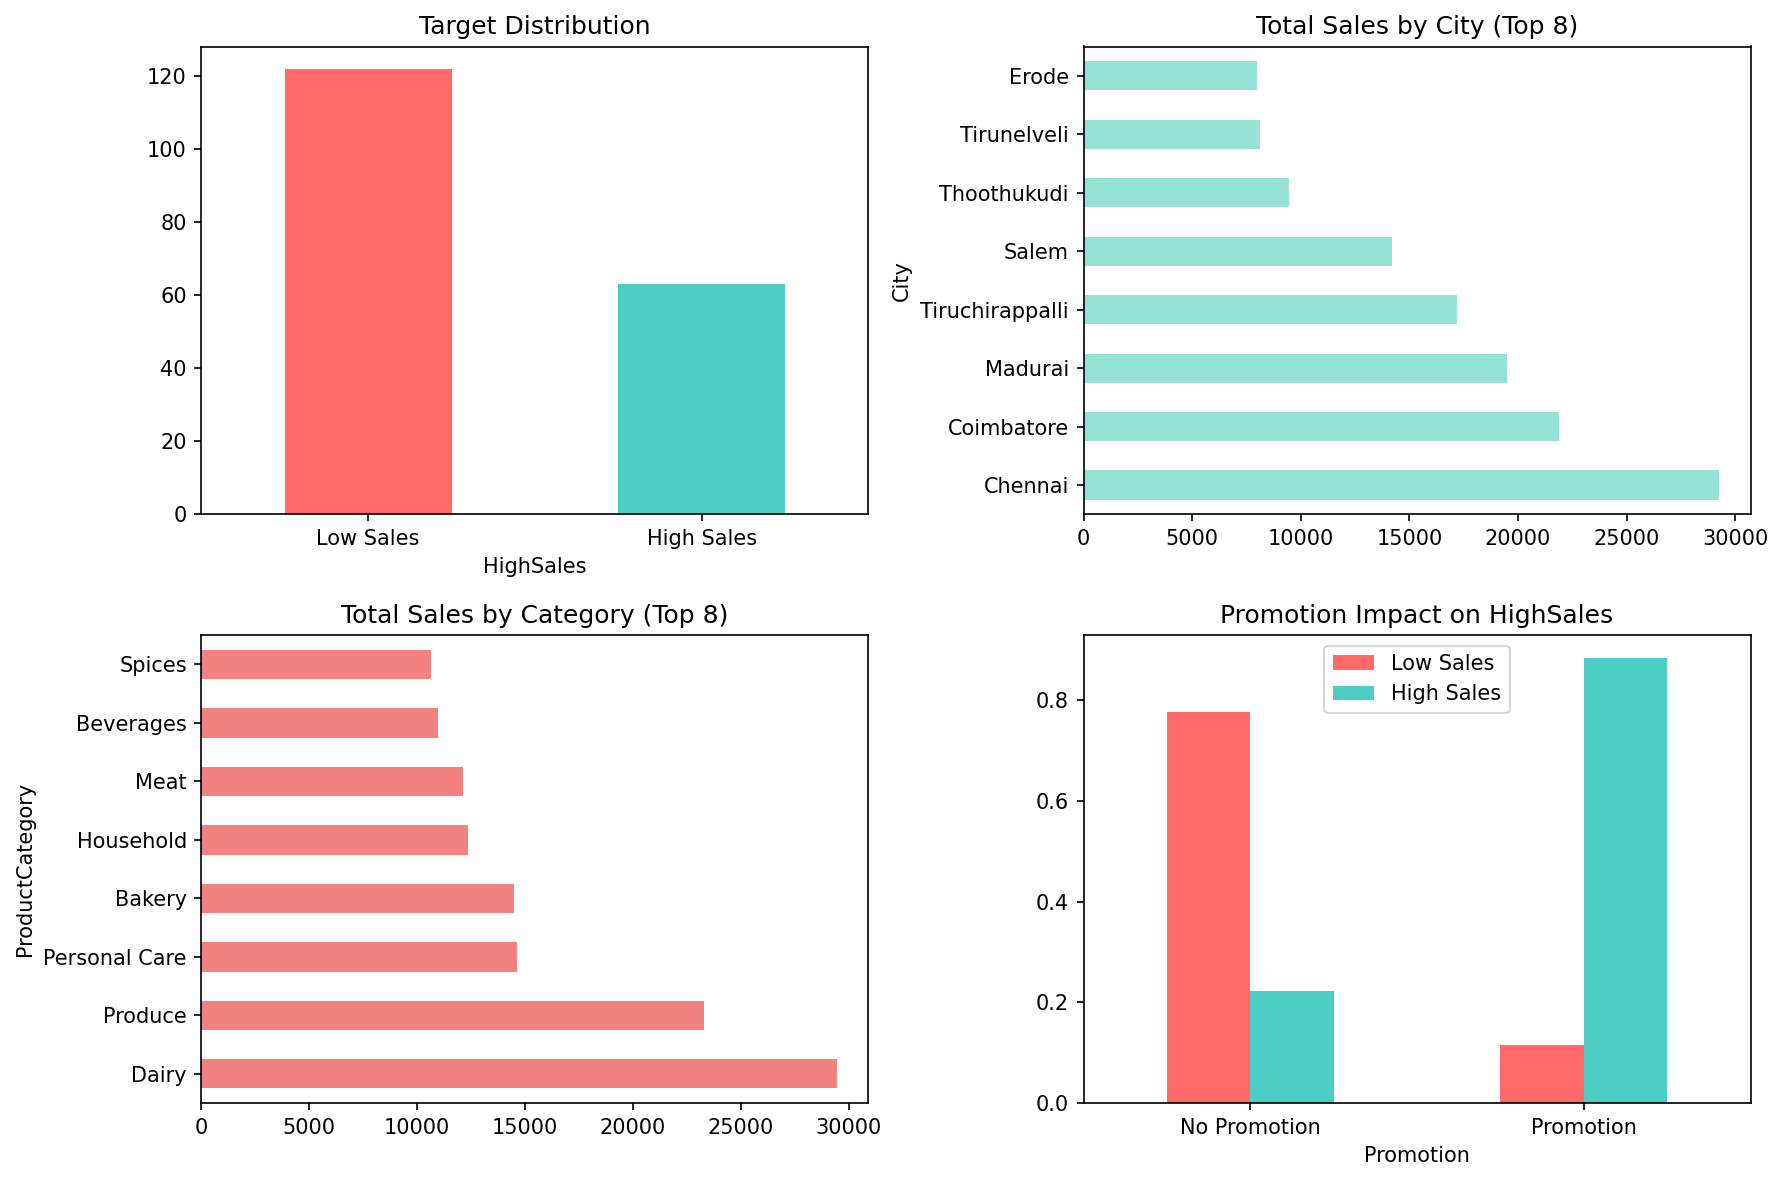 Target Distribution
120
100
80
60
40
20
0
Low Sales
High Sales
HighSales
Total Sales by City (Top 8)
City
Erode
Tirunelveli
Thoothukudi
Salem
Tiruchirappalli
Madurai
Coimbatore
Chennai
0
5000
10000
15000
20000
25000
30000
Total Sales by Category (Top 8)
ProductCategory
Spices
Beverages
Meat
Household
Bakery
Personal Care
Produce
Dairy
0
5000
10000
15000
20000
25000
30000
Promotion Impact on HighSales
Low Sales
High Sales
0.8
0.6
0.4
0.2
0.0
No Promotion
Promotion
Promotion